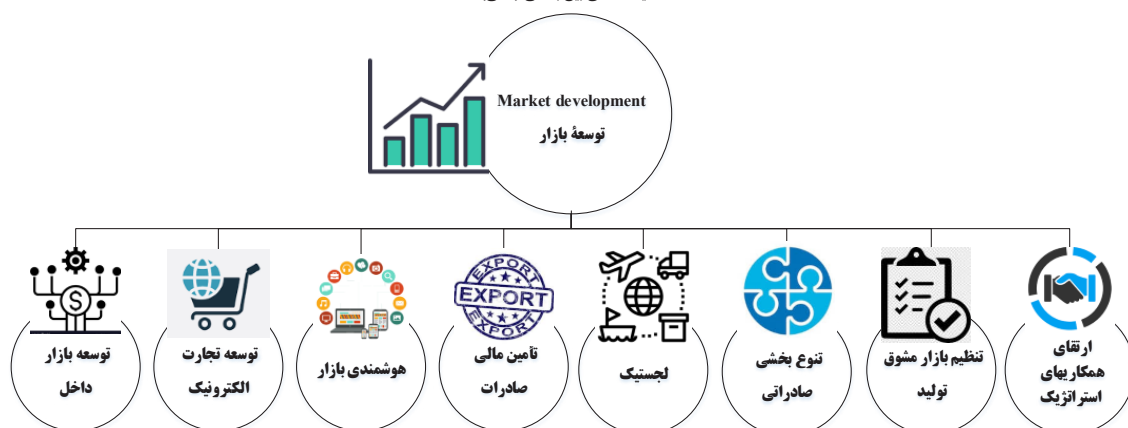 Market development
توسعهٔ بازار
EXPORT
EXPORT
EXPORT
ارتقای
همکاریهای
استراتژیک
تنظیم بازار مشوق
تولید
تنوع بخشی
صادراتی
لجستیک
تأمین مالی
صادرات
هوشمندی بازار
توسعه تجارت
الکترونیک
توسعه بازار
داخل